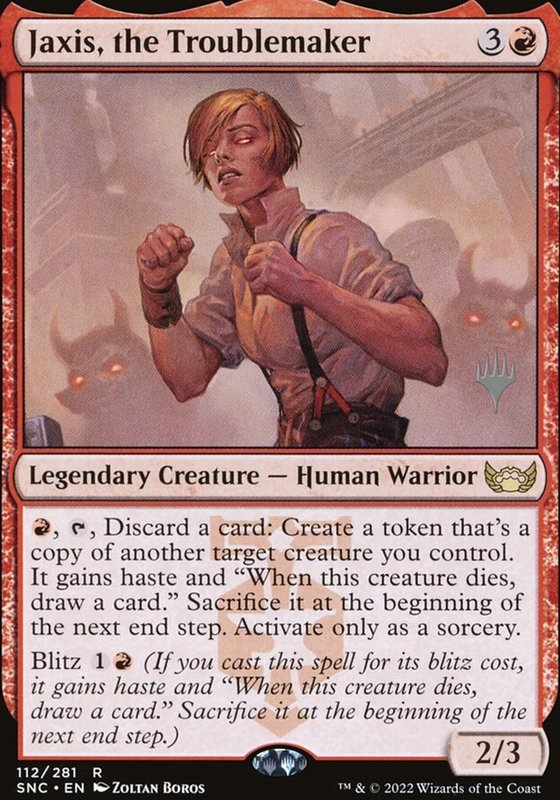 Jaxis, the Troublemaker 3
Legendary Creature — Human Warrior
, , Discard a card: Create a token that's a
copy of another target creature you control.
It gains haste and “When this creature dies,
draw a card.” Sacrifice it at the beginning of
the next end step. Activate only as a sorcery.
Blitz 1 (If you cast this spell for its blitz cost,
it gains haste and “When this creature dies,
draw a card.” Sacrifice it at the beginning of the
next end step.)
2/3
112/281 R
SNC • EN Zoltan Boros ™ & © 2022 Wizards of the Coast